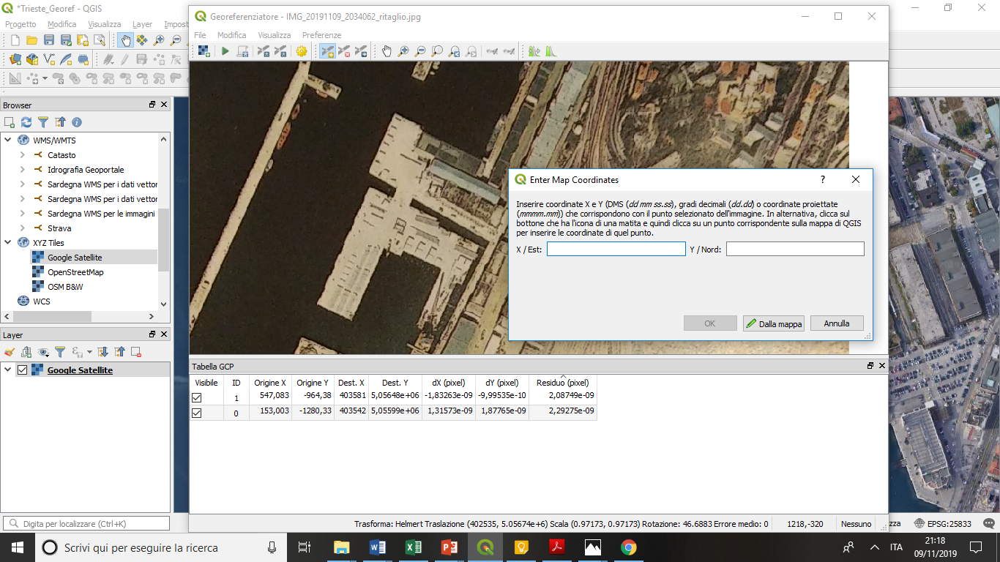 *Trieste_Georef - QGIS
Progetto Modifica Visualizza Layer Impost
Georeferenziatore - IMG_20191109_2034062_ritaglio.jpg
File Modifica Visualizza Preferenze
Browser
WMS/WMTS
Catasto
Idrografia Geoportale
Sardegna WMS per i dati vettor
Sardegna WMS per i dati vettor
Sardegna WMS per le immagini
Strava
XYZ Tiles
Google Satellite
OpenStreetMap
OSM B&W
WCS
Layer
Google Satellite
Enter Map Coordinates
Inserire coordinate X e Y (DMS (dd mm ss.ss), gradi decimali (dd.dd) o coordinate proiettate
(mmmm.mm)) che corrispondono con il punto selezionato dell'immagine. In alternativa, clicca sul
bottone che ha l'icona di una matita e quindi clicca su un punto corrispondente sulla mappa di QGIS
per inserire le coordinate di quel punto.
X / Est: Y / Nord:
OK Dalla mappa Annulla
Tabella GCP
Visibile ID Origine X Origine Y Dest. X Dest. Y dX (pixel) dY (pixel) Residuo (pixel)
1 547,083 -964,38 403581 5,05648e+06 -1,83263e-09 -9,99535e-10 2,08749e-09
0 153,003 -1280,33 403542 5,05599e+06 1,31573e-09 1,87765e-09 2,29275e-09
Trasforma: Helmert Traslazione (402535, 5.05674e+6) Scala (0.97173, 0.97173) Rotazione: 46.6883 Errore medio: 0 1218,-320 Nessuno
Digita per localizzare (Ctrl+K)
zza EPSG:25833
Scrivi qui per eseguire la ricerca
ITA
21:18
09/11/2019